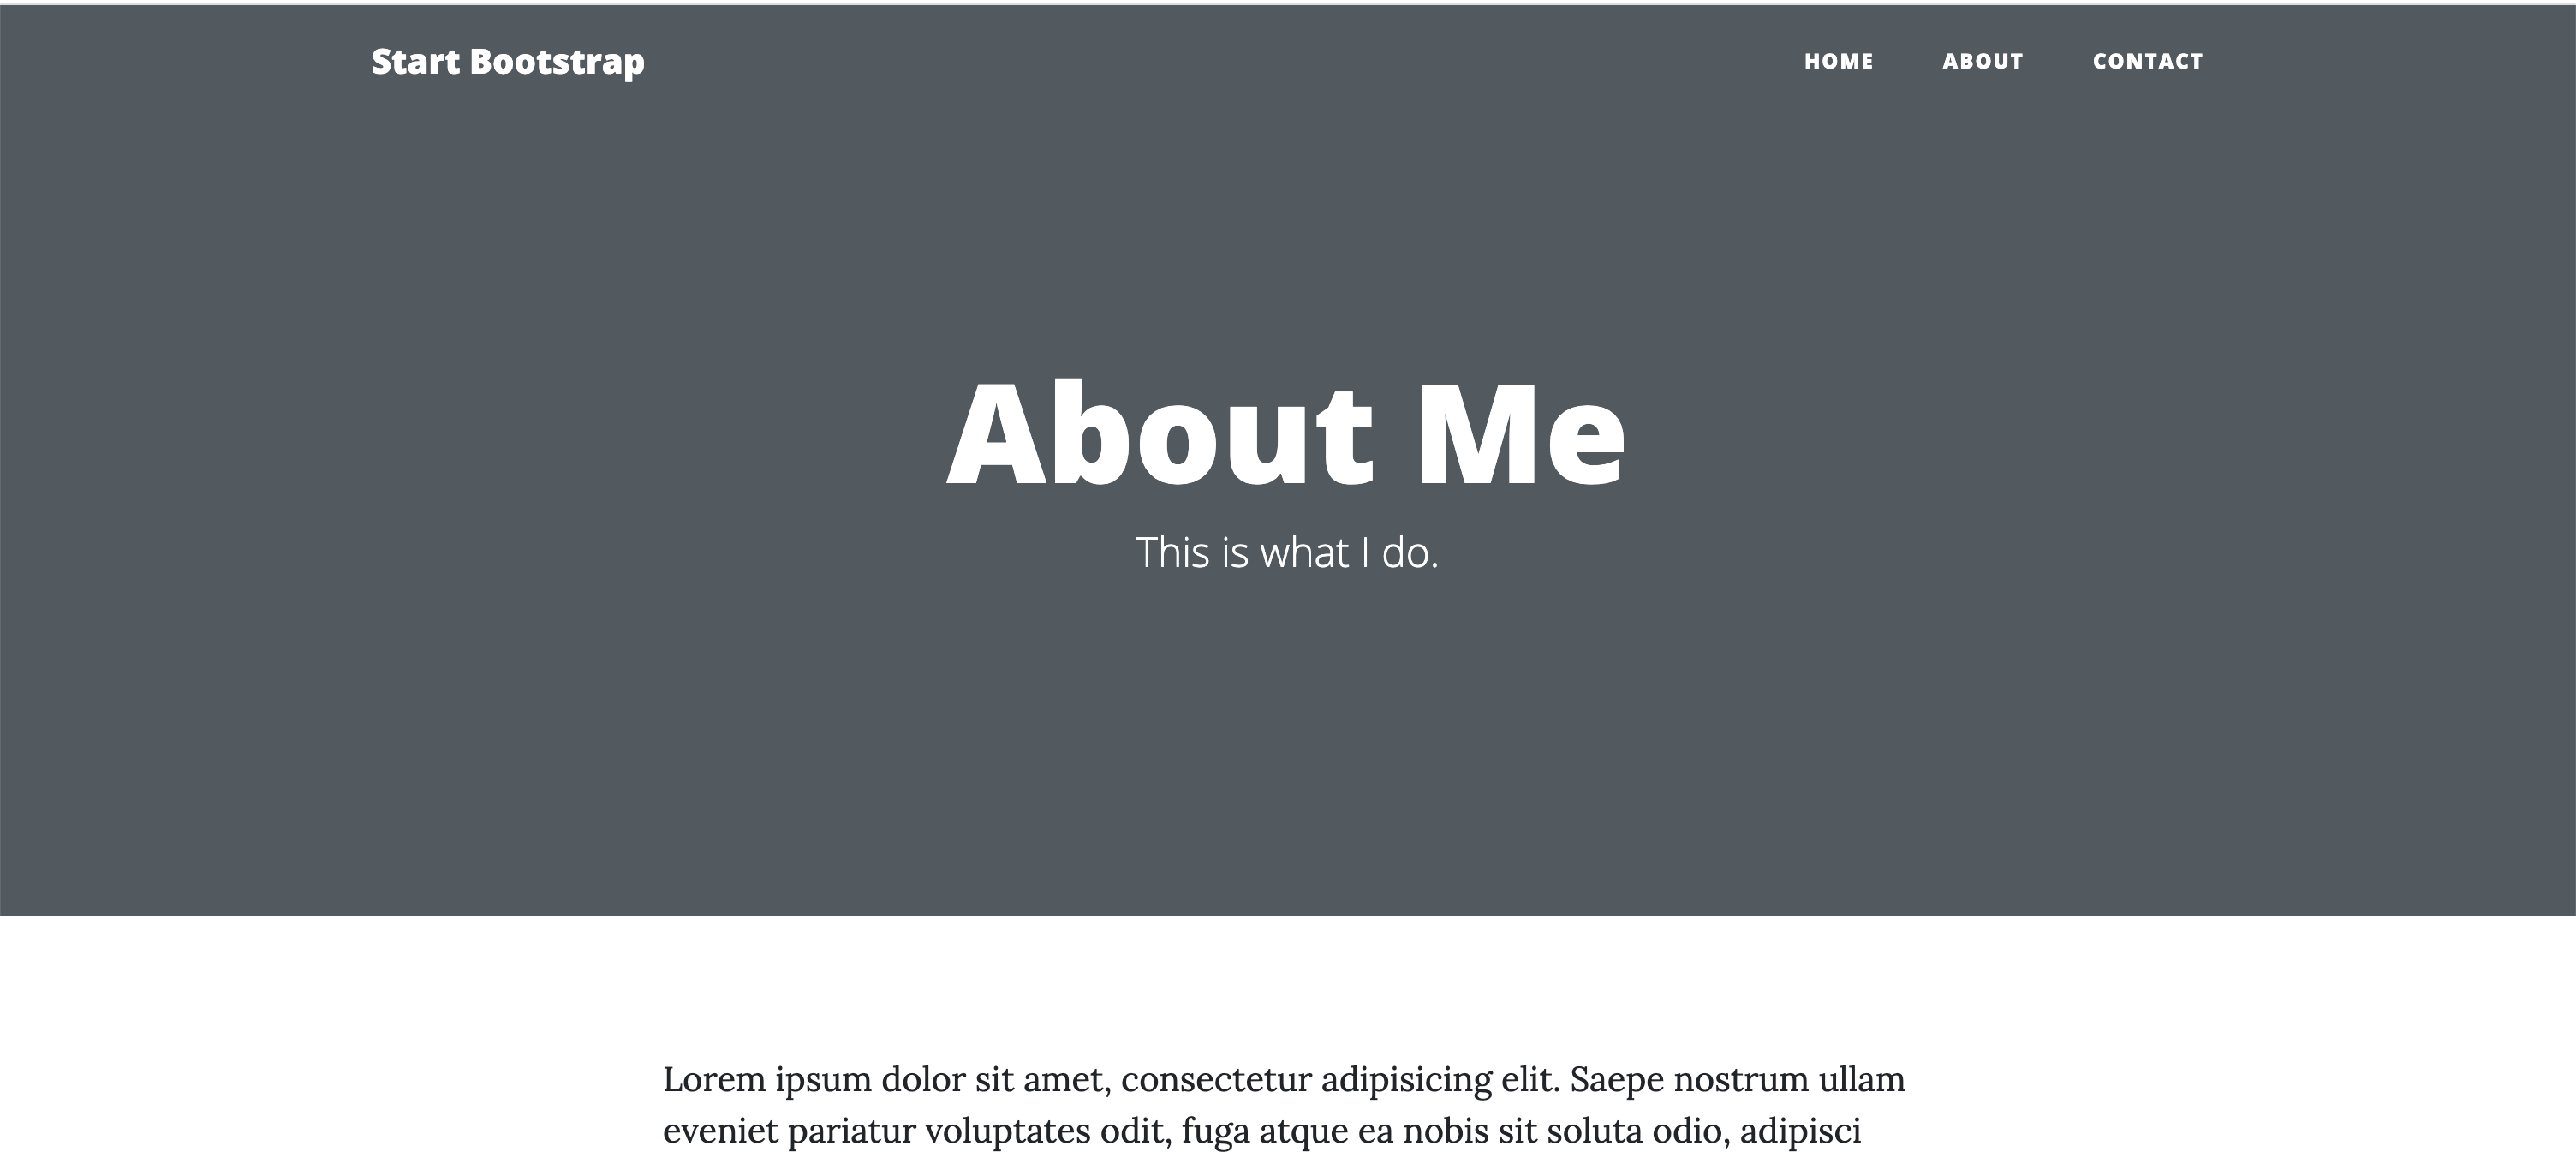 Start Bootstrap
HOME ABOUT CONTACT
About Me
This is what I do.
Lorem ipsum dolor sit amet, consectetur adipisicing elit. Saepe nostrum ullam
eveniet pariatur voluptates odit, fuga atque ea nobis sit soluta odio, adipisci